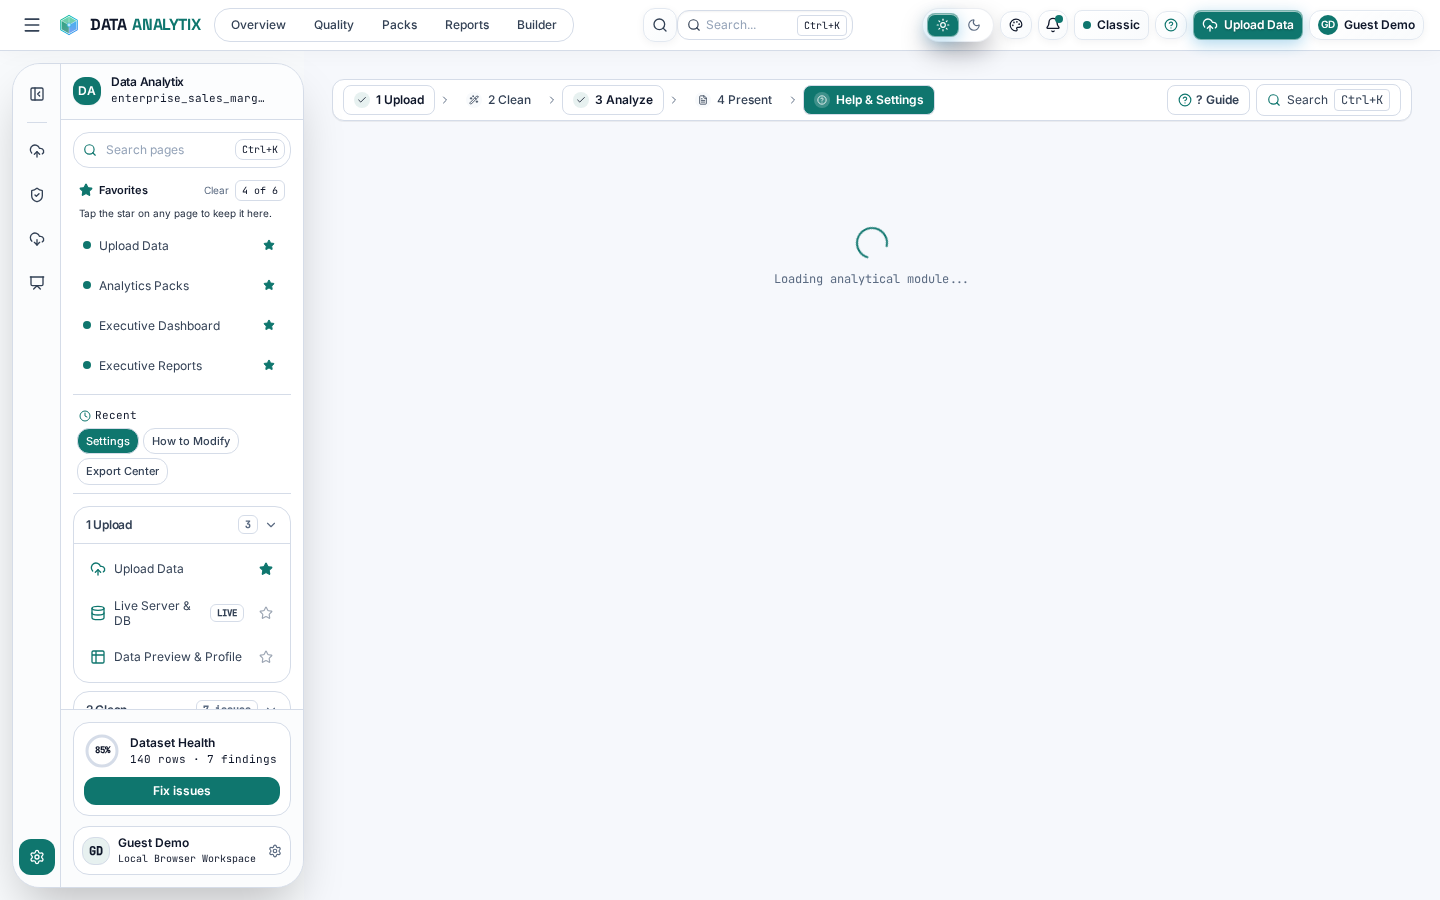 DATA ANALYTIX
Overview
Quality
Packs
Reports
Builder
Search...
Ctrl+K
Classic
Upload Data
GD
Guest Demo
DA
Data Analytix
enterprise_sales_marg…
Search pages
Ctrl+K
Favorites
Clear
4 of 6
Tap the star on any page to keep it here.
Upload Data
Analytics Packs
Executive Dashboard
Executive Reports
Recent
Settings
How to Modify
Export Center
1 Upload
3
Upload Data
Live Server &
DB
LIVE
Data Preview & Profile
2 Clean
7 issues
85%
Dataset Health
140 rows · 7 findings
Fix issues
GD
Guest Demo
Local Browser Workspace
1 Upload
2 Clean
3 Analyze
4 Present
Help & Settings
? Guide
Search
Ctrl+K
Loading analytical module...